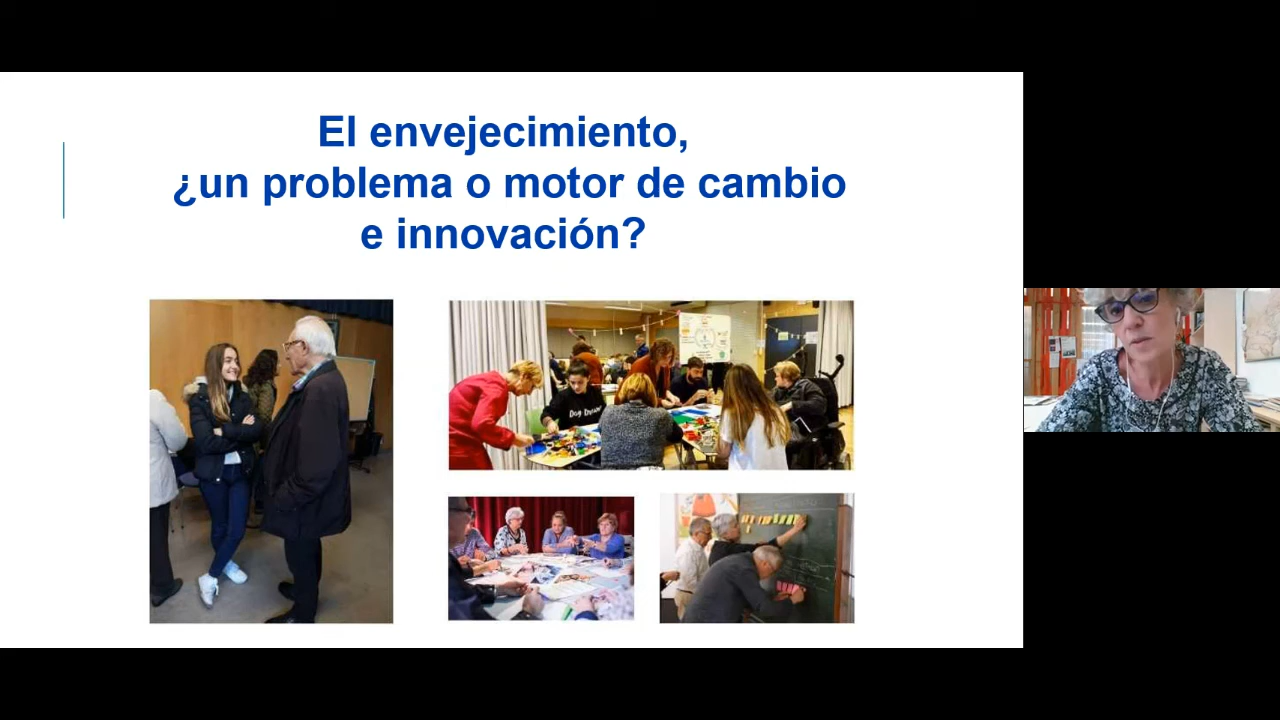 El envejecimiento,
¿un problema o motor de cambio
e innovación?